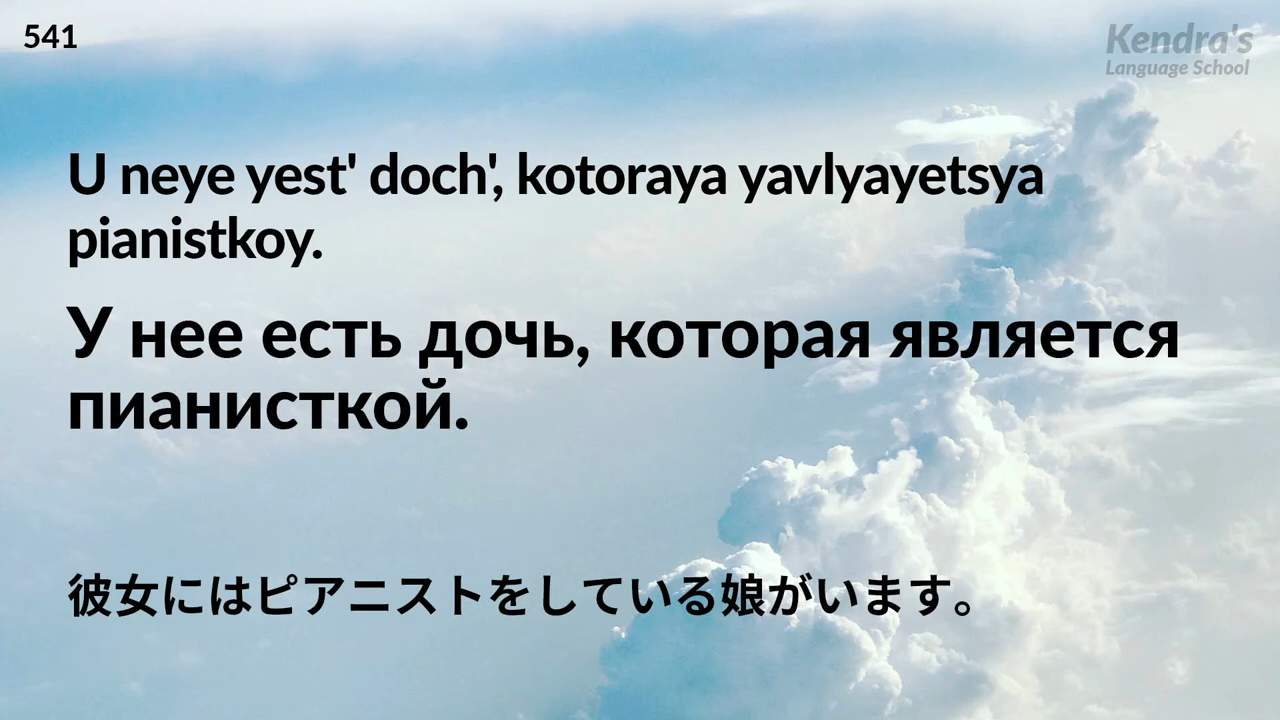 541
Kendra's
Language School
U neye yest' doch', kotoraya yavlyayetsya
pianistkoy.
У нее есть дочь, которая является
пианисткой.
彼女にはピアニストをしている娘がいます。